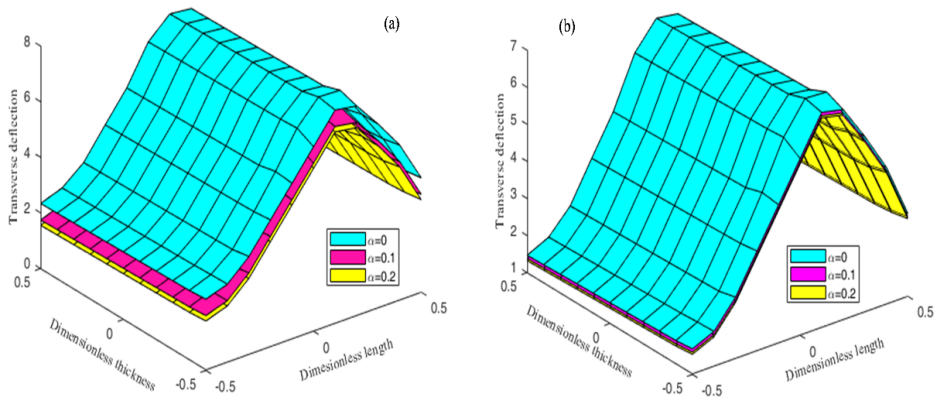 (a)
8
6
4
2
0
0.5
0
-0.5
-0.5
0
0.5
Transverse deflection
Dimensionless thickness
Dimesionless length
α=0
α=0.1
α=0.2
(b)
7
6
5
4
3
2
1
0.5
0
-0.5
-0.5
0
0.5
Transverse deflection
Dimensionless thickness
Dimensionless length
α=0
α=0.1
α=0.2